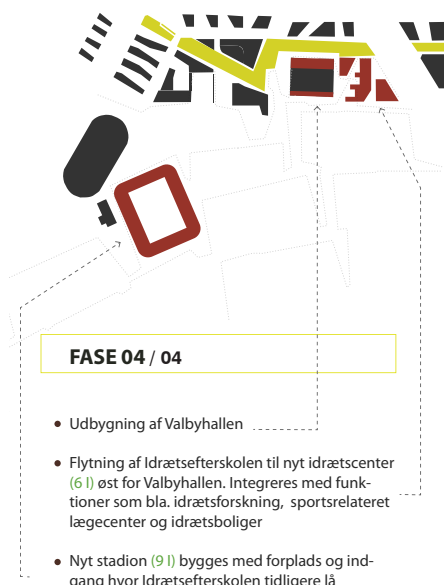 FASE 04 / 04
• Udbygning af Valbyhallen
• Flytning af Idrætsefterskolen til nyt idrætscenter
(6 l) øst for Valbyhallen. Integreres med funk-
tioner som bla. idrætsforskning, sportsrelateret
lægecenter og idrætsboliger
• Nyt stadion (9 l) bygges med forplads og ind-
gang hvor Idrætsefterskolen tidligere lå